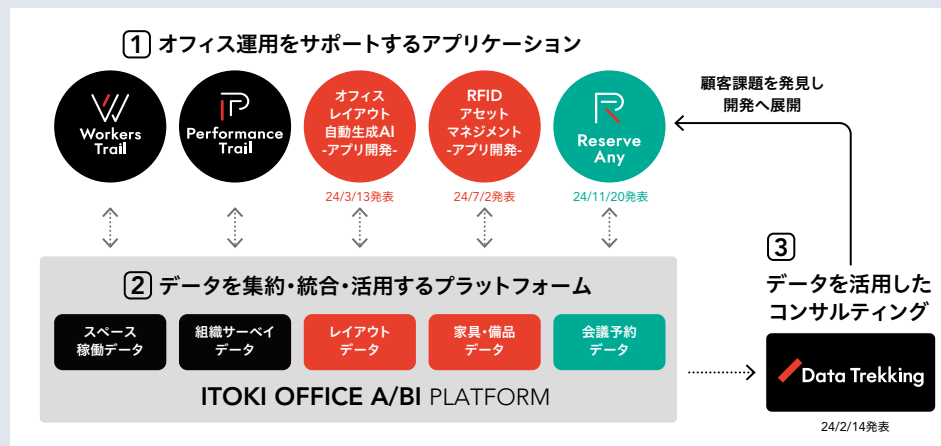 1 オフィス運用をサポートするアプリケーション
Workers
Trail
Performance
Trail
オフィス
レイアウト
自動生成AI
-アプリ開発-
RFID
アセット
マネジメント
-アプリ開発-
Reserve
Any
24/3/13発表
24/7/2発表
24/11/20発表
顧客課題を発見し
開発へ展開
2 データを集約・統合・活用するプラットフォーム
スペース
稼働データ
組織サーベイ
データ
レイアウト
データ
家具・備品
データ
会議予約
データ
ITOKI OFFICE A/BI PLATFORM
3
データを活用した
コンサルティング
Data Trekking
24/2/14発表